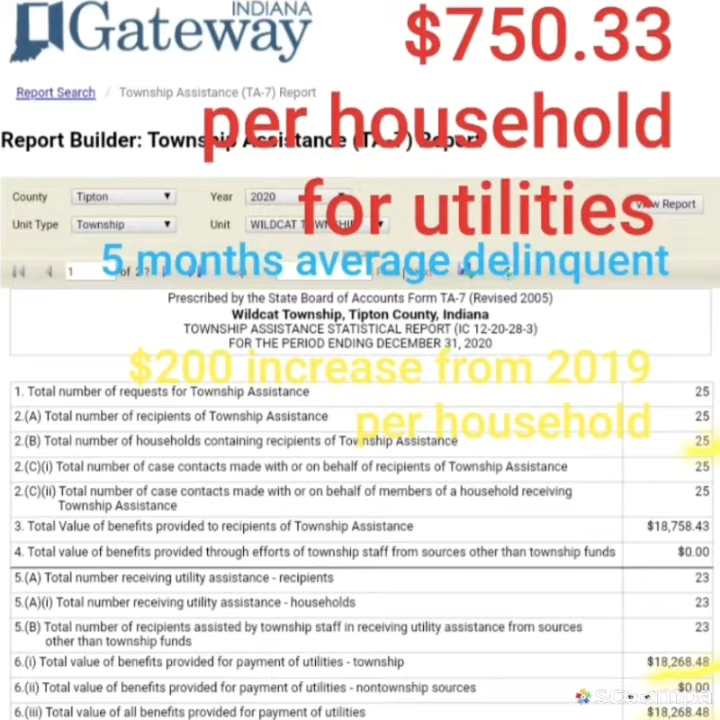 INDIANA
Gateway
$750.33
Report Search / Township Assistance (TA-7) Report
per household
Report Builder: Township Assistance (TA-7) Report
County Tipton Year 2020
for utilities
View Report
Unit Type Township Unit WILDCAT TOWNSHIP
5 months average delinquent
1 of 2 ?
Prescribed by the State Board of Accounts Form TA-7 (Revised 2005)
Wildcat Township, Tipton County, Indiana
TOWNSHIP ASSISTANCE STATISTICAL REPORT (IC 12-20-28-3)
FOR THE PERIOD ENDING DECEMBER 31, 2020
$200 increase from 2019
per household
1. Total number of requests for Township Assistance 25
2.(A) Total number of recipients of Township Assistance 25
2.(B) Total number of households containing recipients of Township Assistance 25
2.(C)(i) Total number of case contacts made with or on behalf of recipients of Township Assistance 25
2.(C)(ii) Total number of case contacts made with or on behalf of members of a household receiving 25
Township Assistance
3. Total Value of benefits provided to recipients of Township Assistance $18,758.43
4. Total value of benefits provided through efforts of township staff from sources other than township funds $0.00
5.(A) Total number receiving utility assistance - recipients 23
5.(A)(i) Total number receiving utility assistance - households 23
5.(B) Total number of recipients assisted by township staff in receiving utility assistance from sources 23
other than township funds
6.(i) Total value of benefits provided for payment of utilities - township $18,268.48
6.(ii) Total value of benefits provided for payment of utilities - nontownship sources $0.00
6.(iii) Total value of all benefits provided for payment of utilities $18,268.48